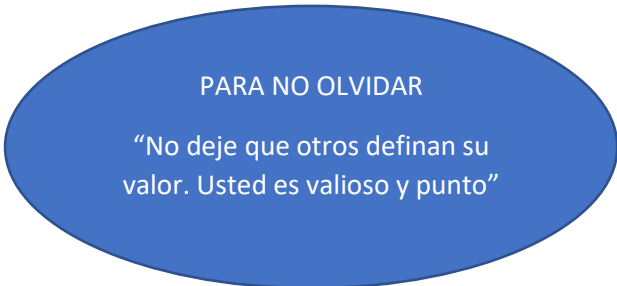 PARA NO OLVIDAR
“No deje que otros definan su
valor. Usted es valioso y punto”